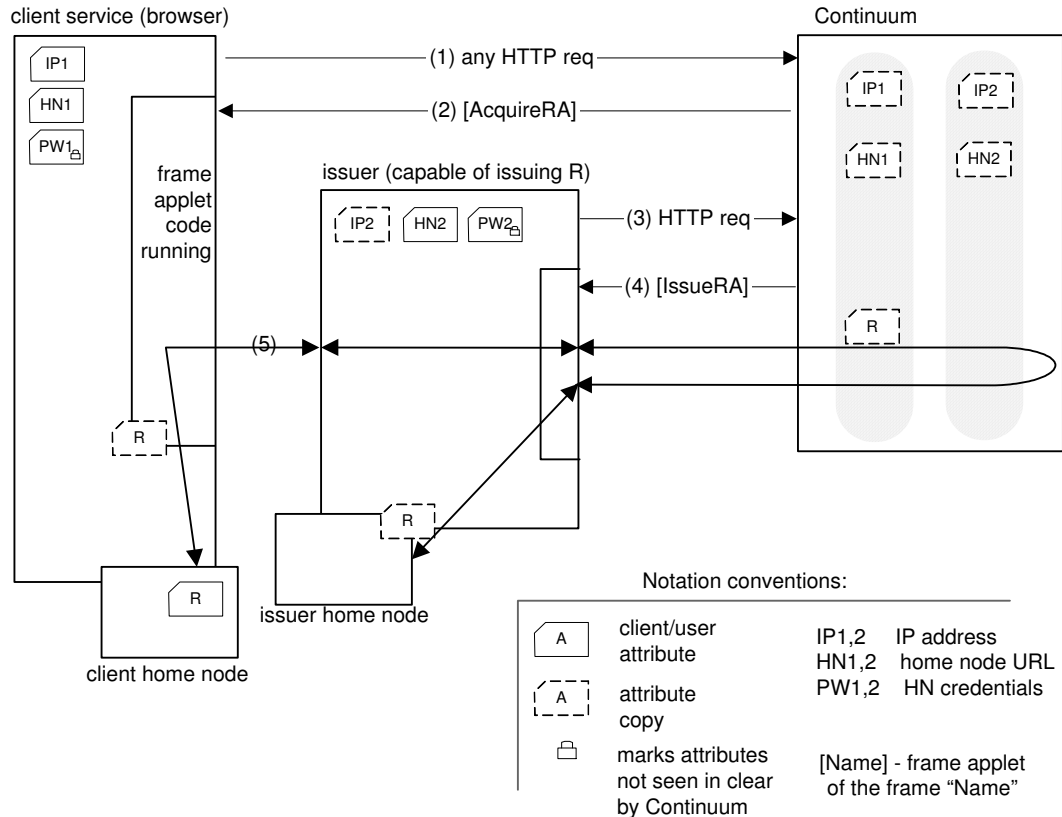 client service (browser)
Continuum
IP1
HN1
PW1
(1) any HTTP req
(2) [AcquireRA]
IP1
IP2
HN1
HN2
frame
applet
code
running
issuer (capable of issuing R)
IP2
HN2
PW2
(3) HTTP req
(4) [IssueRA]
R
(5)
R
R
R
client home node
issuer home node
Notation conventions:
A
client/user
attribute
A
attribute
copy
marks attributes
not seen in clear
by Continuum
IP1,2 IP address
HN1,2 home node URL
PW1,2 HN credentials
[Name] - frame applet
of the frame “Name”